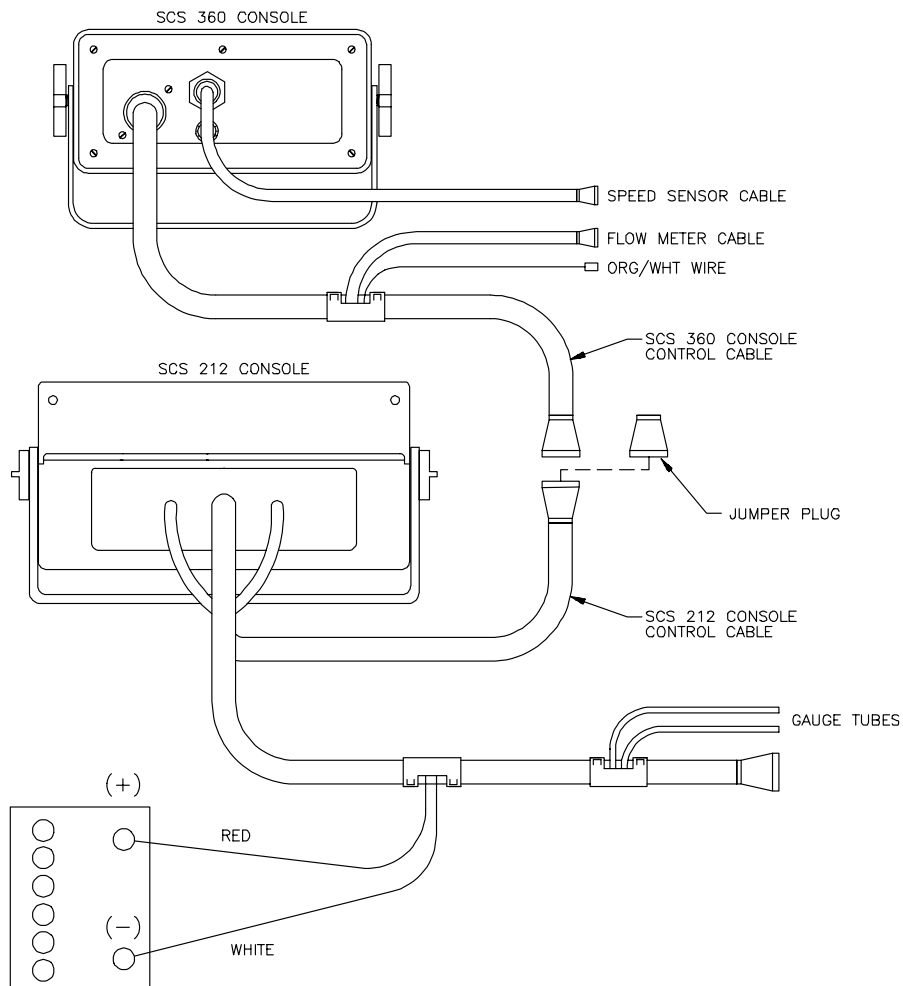 SCS 360 CONSOLE
SPEED SENSOR CABLE
FLOW METER CABLE
ORG/WHT WIRE
SCS 360 CONSOLE
CONTROL CABLE
SCS 212 CONSOLE
JUMPER PLUG
SCS 212 CONSOLE
CONTROL CABLE
GAUGE TUBES
(+)
RED
(-)
WHITE